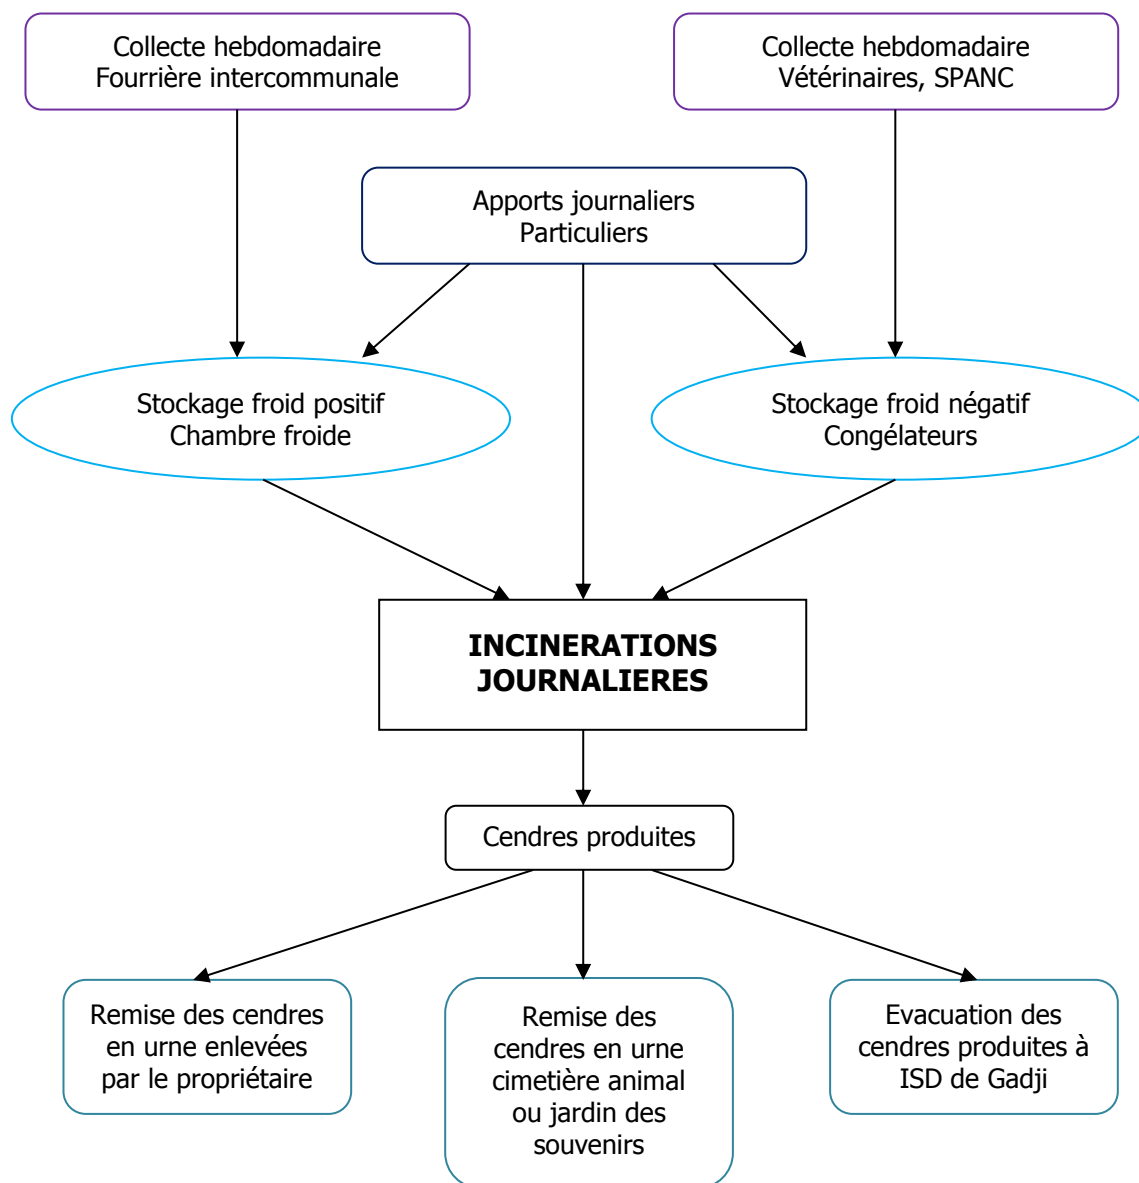 Collecte hebdomadaire
Fourrière intercommunale
Collecte hebdomadaire
Vétérinaires, SPANC
Apports journaliers
Particuliers
Stockage froid positif
Chambre froide
Stockage froid négatif
Congélateurs
INCINERATIONS
JOURNALIERES
Cendres produites
Remise des cendres
en urne enlevées
par le propriétaire
Remise des
cendres en urne
cimetière animal
ou jardin des
souvenirs
Evacuation des
cendres produites à
ISD de Gadji